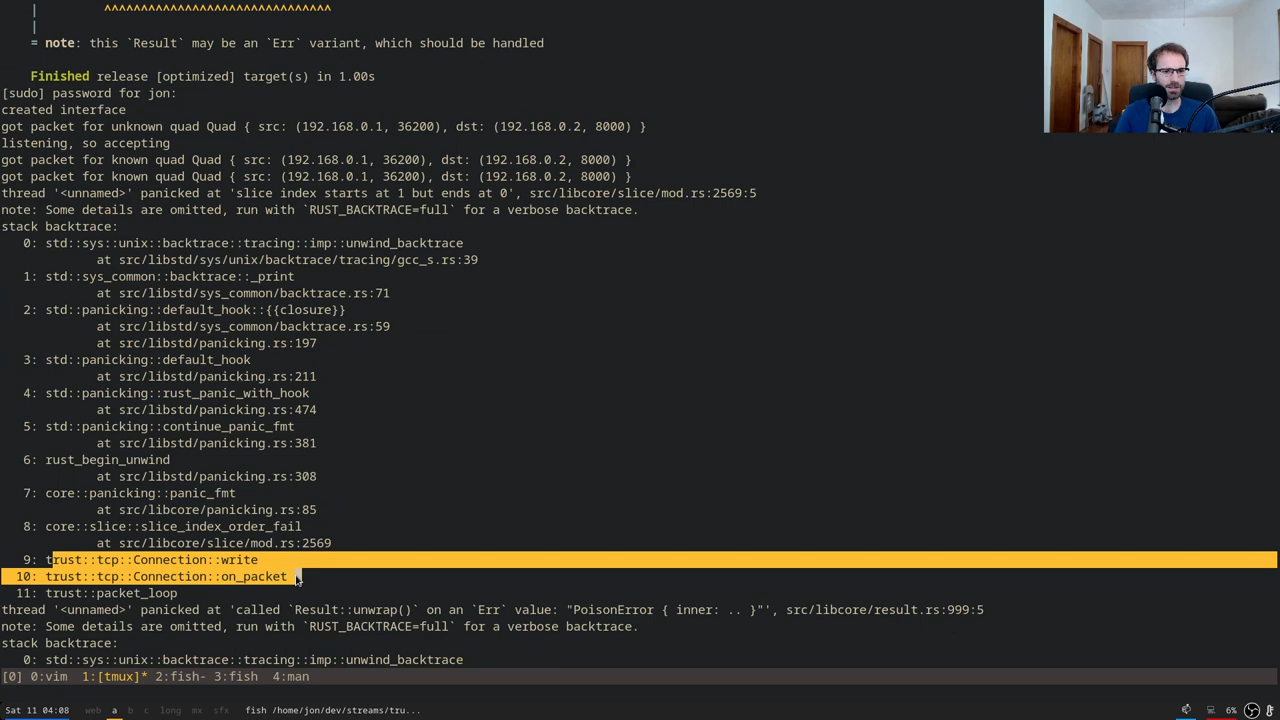 |        ^^^^^^^^^^^^^^^^^^^^^^^^^^^
|
= note: this `Result` may be an `Err` variant, which should be handled
Finished release [optimized] target(s) in 1.00s
[sudo] password for jon:
created interface
got packet for unknown quad Quad { src: (192.168.0.1, 36200), dst: (192.168.0.2, 8000) }
listening, so accepting
got packet for known quad Quad { src: (192.168.0.1, 36200), dst: (192.168.0.2, 8000) }
got packet for known quad Quad { src: (192.168.0.1, 36200), dst: (192.168.0.2, 8000) }
thread '<unnamed>' panicked at 'slice index starts at 1 but ends at 0', src/libcore/slice/mod.rs:2569:5
note: Some details are omitted, run with `RUST_BACKTRACE=full` for a verbose backtrace.
stack backtrace:
0: std::sys::unix::backtrace::tracing::imp::unwind_backtrace
at src/libstd/sys/unix/backtrace/tracing/gcc_s.rs:39
1: std::sys_common::backtrace::_print
at src/libstd/sys_common/backtrace.rs:71
2: std::panicking::default_hook::{{closure}}
at src/libstd/sys_common/backtrace.rs:59
at src/libstd/panicking.rs:197
3: std::panicking::default_hook
at src/libstd/panicking.rs:211
4: std::panicking::rust_panic_with_hook
at src/libstd/panicking.rs:474
5: std::panicking::continue_panic_fmt
at src/libstd/panicking.rs:381
6: rust_begin_unwind
at src/libstd/panicking.rs:308
7: core::panicking::panic_fmt
at src/libcore/panicking.rs:85
8: core::slice::slice_index_order_fail
at src/libcore/slice/mod.rs:2569
9: trust::tcp::Connection::write
10: trust::tcp::Connection::on_packet
11: trust::packet_loop
thread '<unnamed>' panicked at 'called `Result::unwrap()` on an `Err` value: "PoisonError { inner: .. }"', src/libcore/result.rs:999:5
note: Some details are omitted, run with `RUST_BACKTRACE=full` for a verbose backtrace.
stack backtrace:
0: std::sys::unix::backtrace::tracing::imp::unwind_backtrace
[0] 0:vim  1:[tmux]* 2:fish- 3:fish  4:man
Sat 11 04:08 web a b c long mx sfx fish /home/jon/dev/streams/tru... 6%